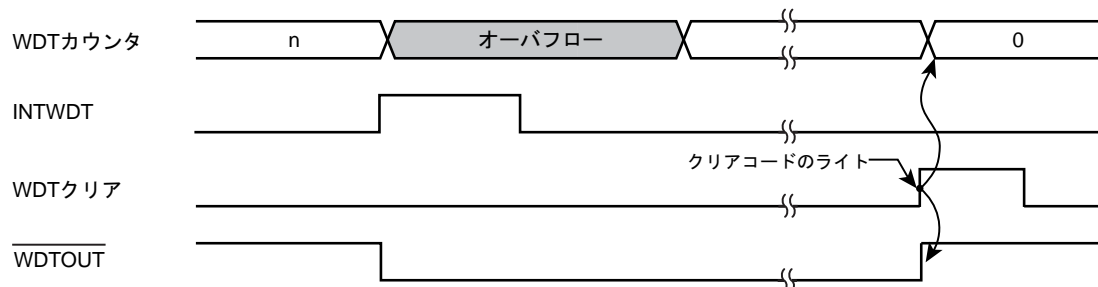 WDTカウンタ n オーバフロー 0
INTWDT
クリアコードのライト
WDTクリア
WDTOUT